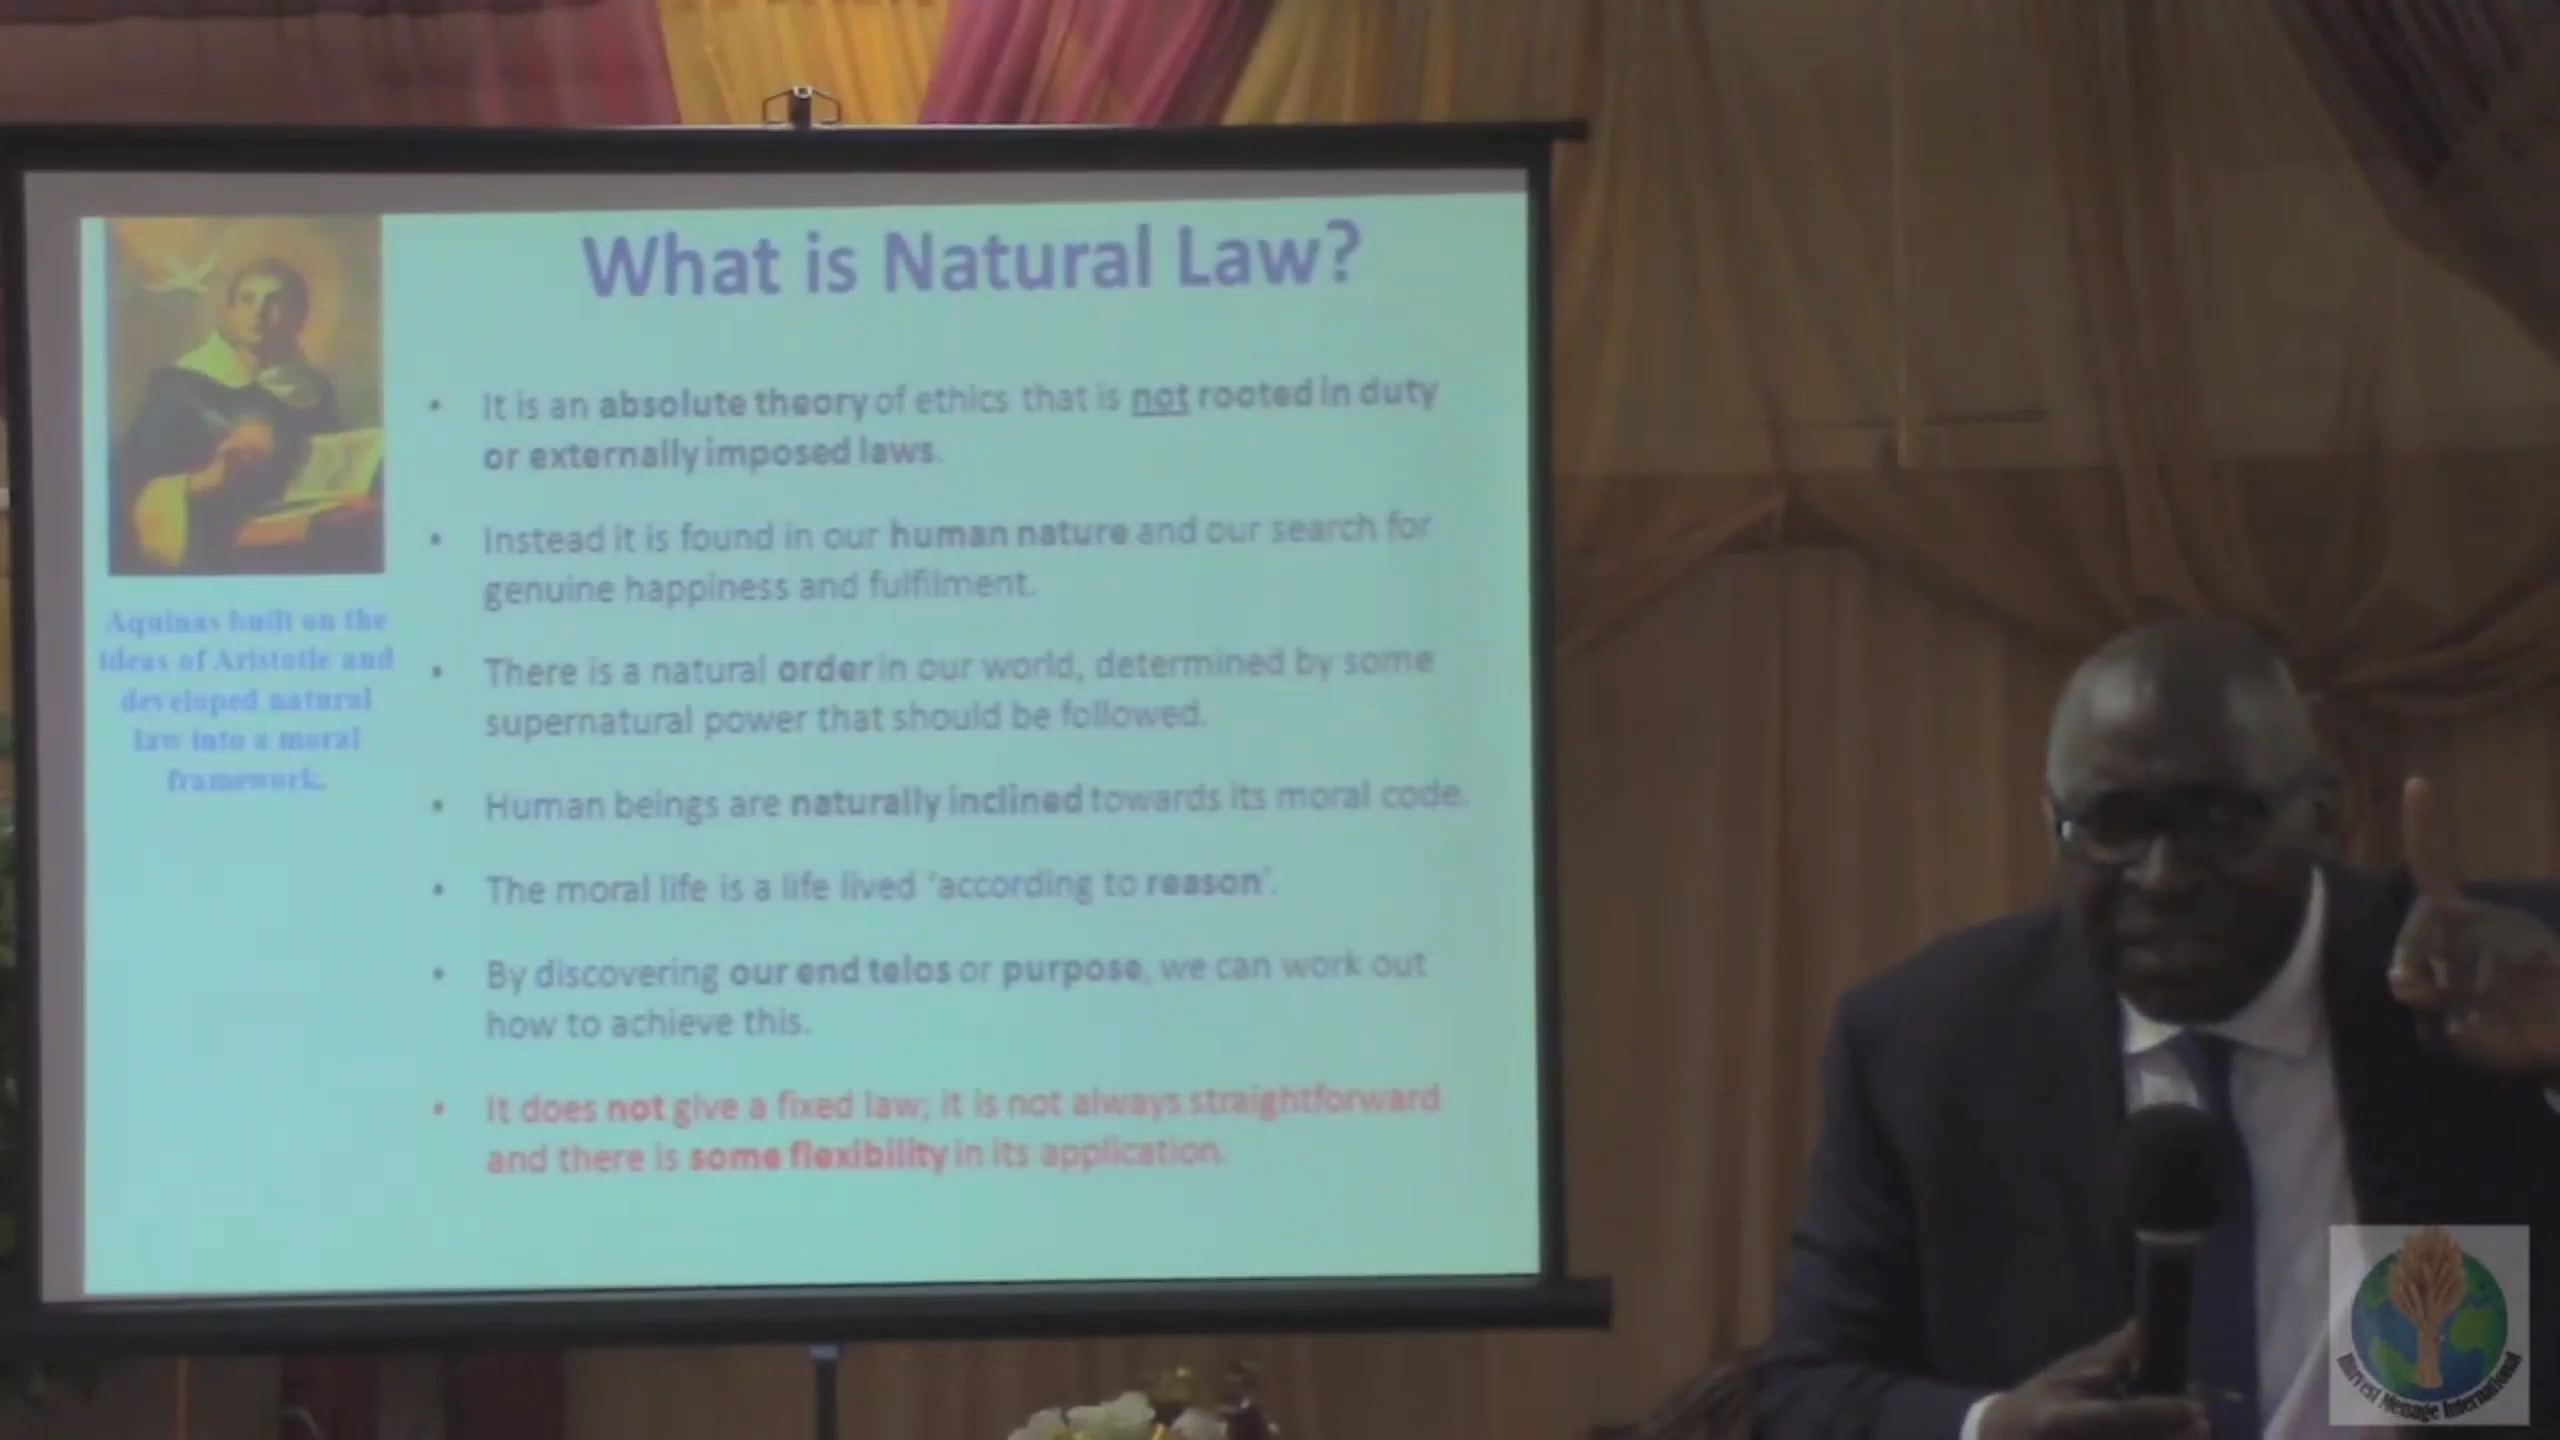 What is Natural Law?
Aquinas built on the
ideas of Aristotle and
developed natural
law into a moral
framework.
• It is an absolute theory of ethics that is not rooted in duty
or externally imposed laws.
• Instead it is found in our human nature and our search for
genuine happiness and fulfilment.
• There is a natural order in our world, determined by some
supernatural power that should be followed.
• Human beings are naturally inclined towards its moral code.
• The moral life is a life lived 'according to reason'.
• By discovering our end telos or purpose, we can work out
how to achieve this.
• It does not give a fixed law; it is not always straightforward
and there is some flexibility in its application.
Harvest Message International